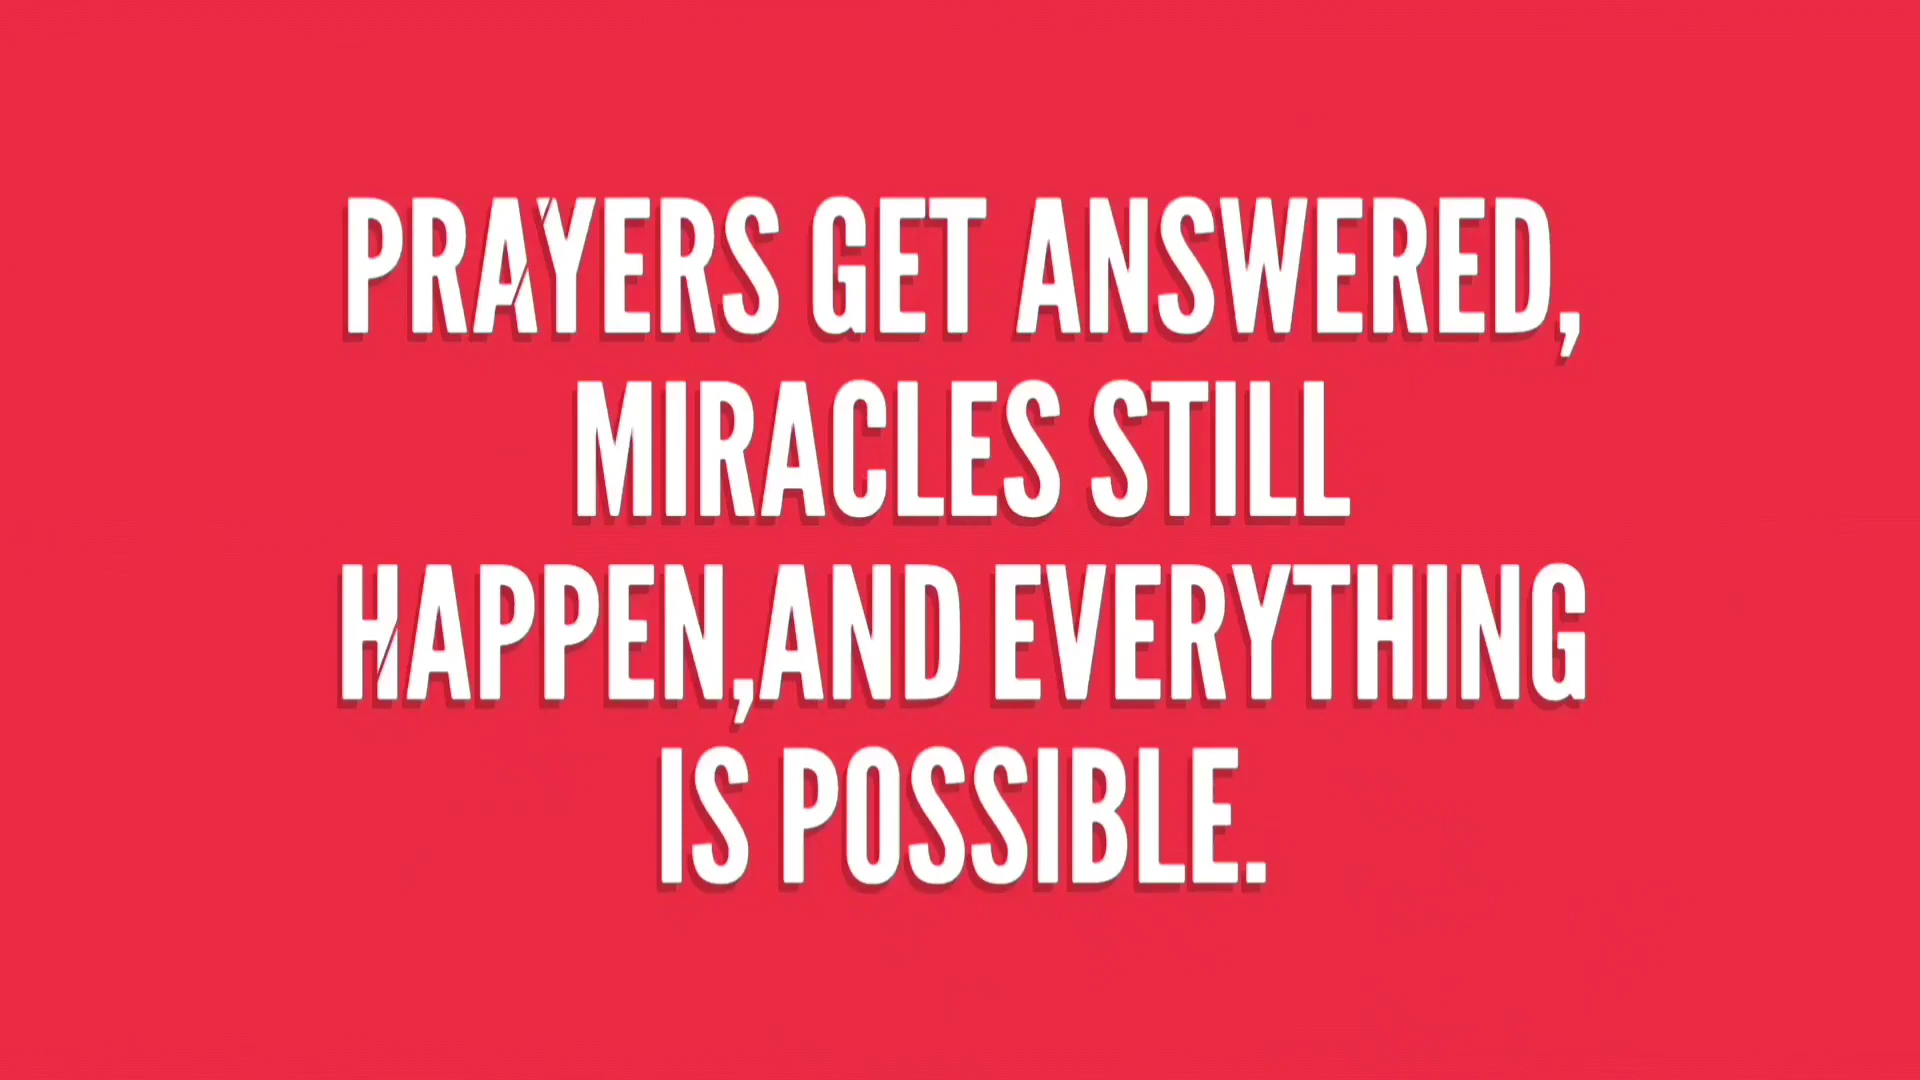 PRAYERS GET ANSWERED,
MIRACLES STILL
HAPPEN,AND EVERYTHING
IS POSSIBLE.